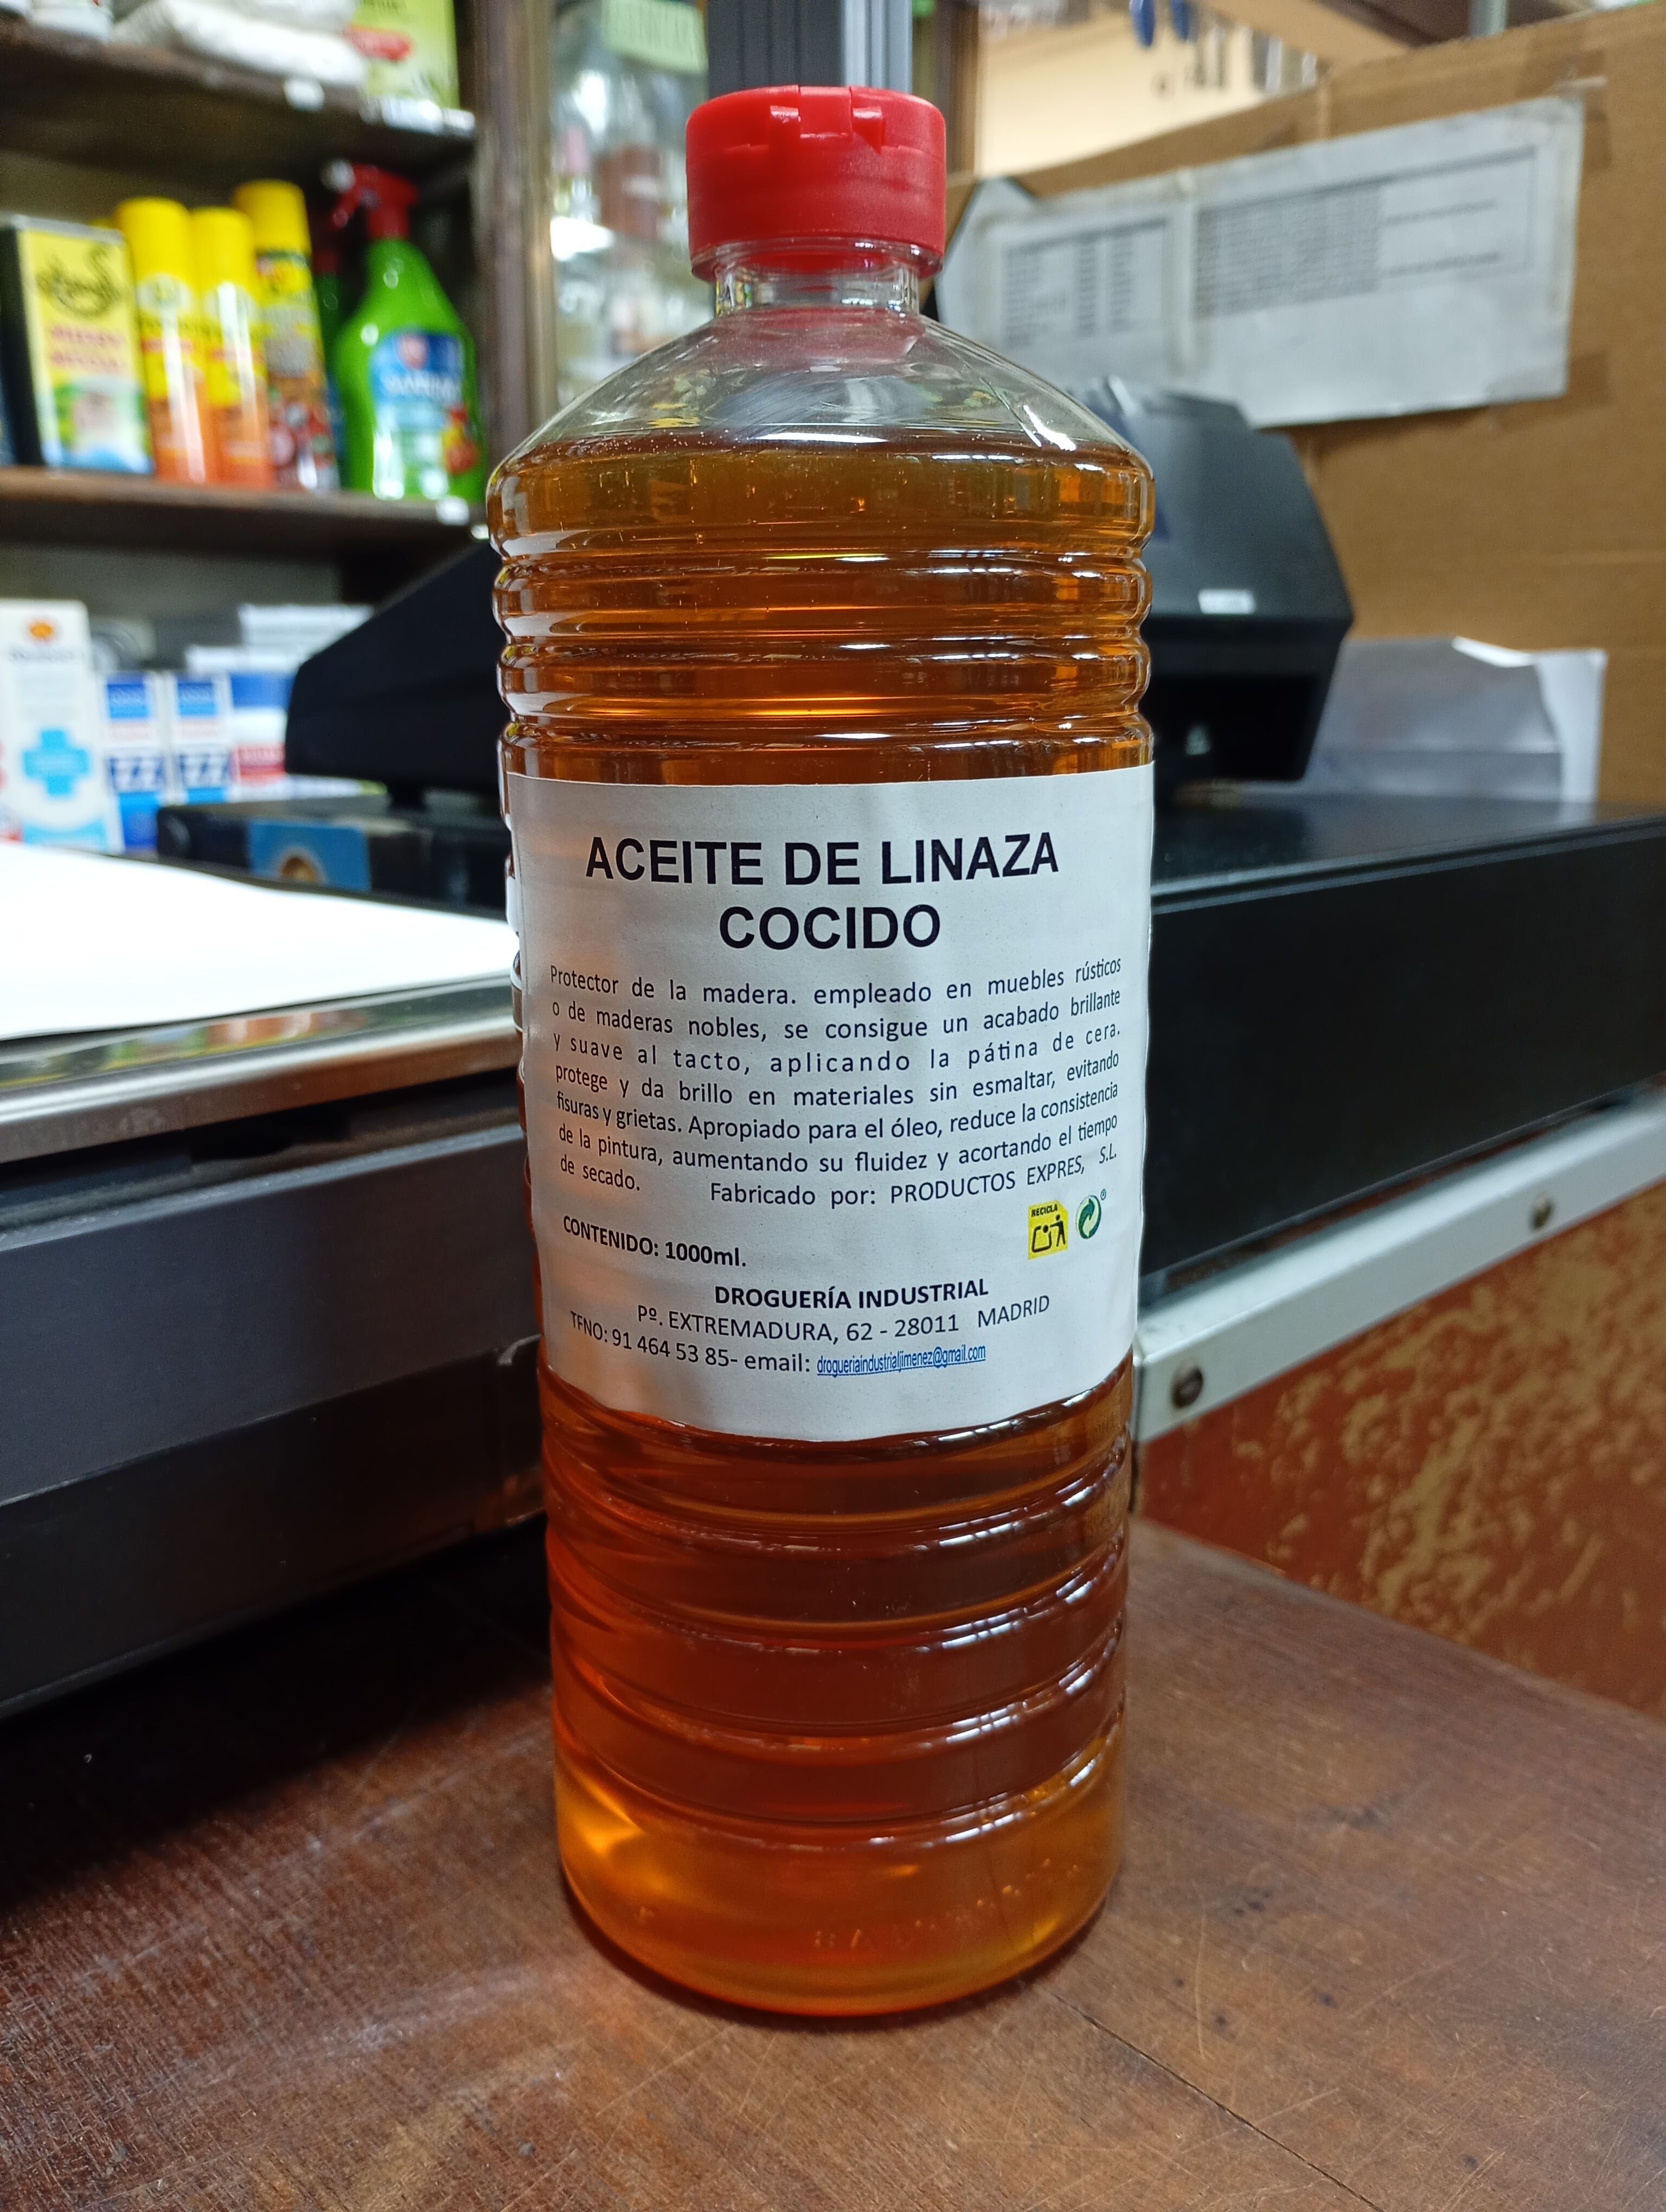 ACEITE DE LINAZA
COCIDO
Protector de la madera. empleado en muebles rústicos
o de maderas nobles, se consigue un acabado brillante
y suave al tacto, aplicando la pátina de cera.
protege y da brillo en materiales sin esmaltar, evitando
fisuras y grietas. Apropiado para el óleo, reduce la consistencia
de la pintura, aumentando su fluidez y acortando el tiempo
de secado. Fabricado por: PRODUCTOS EXPRES, S.L.
RECICLA
CONTENIDO: 1000ml.
DROGUERÍA INDUSTRIAL
Pº. EXTREMADURA, 62 - 28011 MADRID
TFNO: 91 464 53 85- email: drogueriaindustrialjimenez@gmail.com
ZZ ZZ